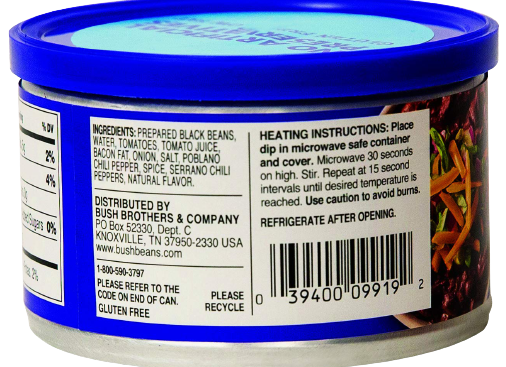 NO ARTIFICIAL
PRESERVATIVES
% DV
2%
4%
Sugars 0%
2%
INGREDIENTS: PREPARED BLACK BEANS,
WATER, TOMATOES, TOMATO JUICE,
BACON FAT, ONION, SALT, POBLANO
CHILI PEPPER, SPICE, SERRANO CHILI
PEPPERS, NATURAL FLAVOR.
DISTRIBUTED BY
BUSH BROTHERS & COMPANY
PO Box 52330, Dept. C
KNOXVILLE, TN 37950-2330 USA
www.bushbeans.com
1-800-590-3797
PLEASE REFER TO THE
CODE ON END OF CAN.
GLUTEN FREE
PLEASE
RECYCLE
HEATING INSTRUCTIONS: Place
dip in microwave safe container
and cover. Microwave 30 seconds
on high. Stir. Repeat at 15 second
intervals until desired temperature is
reached. Use caution to avoid burns.
REFRIGERATE AFTER OPENING.
0 39400 09919 2